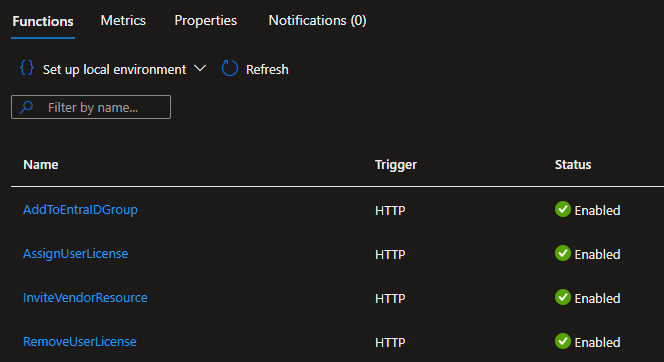 Functions Metrics Properties Notifications (0)
{} Set up local environment Refresh
Filter by name...
Name Trigger Status
AddToEntraIDGroup HTTP Enabled
AssignUserLicense HTTP Enabled
InviteVendorResource HTTP Enabled
RemoveUserLicense HTTP Enabled